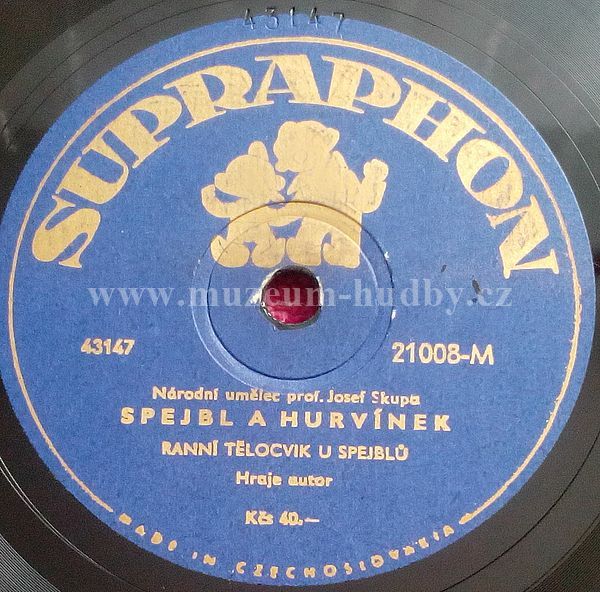 43147
SUPRAPHON
www.muzeum-hudby.cz
43147
21008-M
Národní umělec prof. Josef Skupa
SPEJBL A HURVÍNEK
RANNÍ TĚLOCVIK U SPEJBLŮ
Hraje autor
Kčs 40.—
MADE IN CZECHOSLOVAKIA